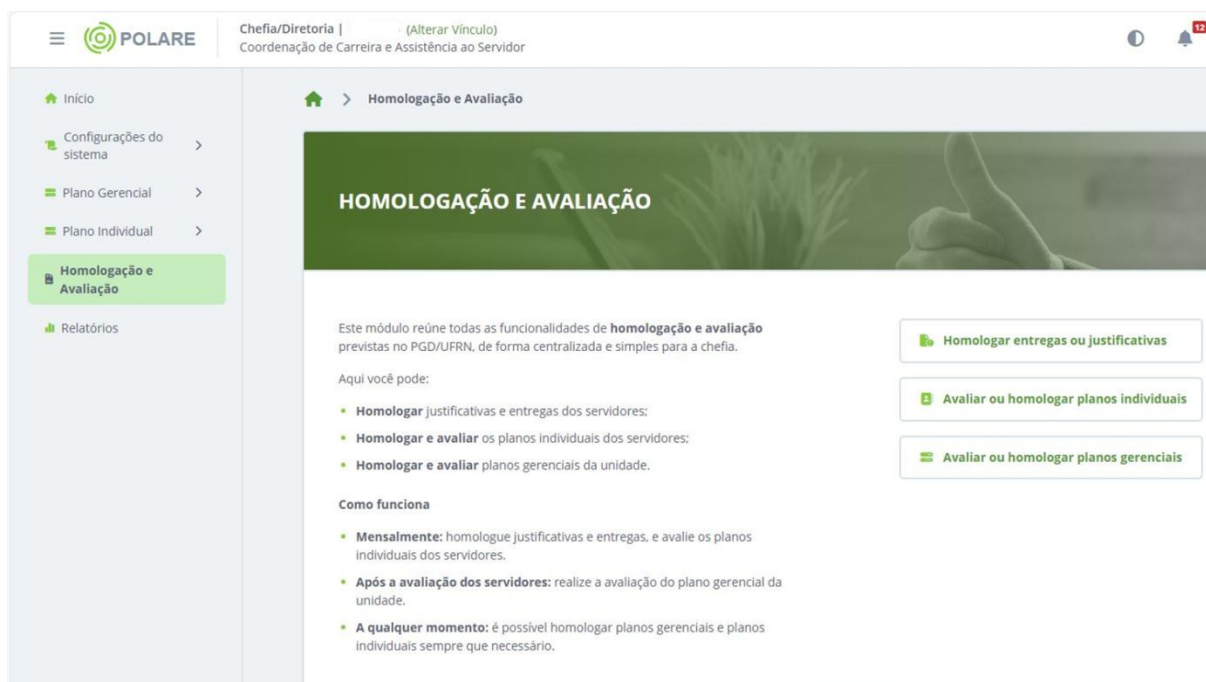 POLARE
Chefia/Diretoria | (Alterar Vínculo)
Coordenação de Carreira e Assistência ao Servidor
12
Início
Configurações do
sistema
Plano Gerencial
Plano Individual
Homologação e
Avaliação
Relatórios
Homologação e Avaliação
HOMOLOGAÇÃO E AVALIAÇÃO
Este módulo reúne todas as funcionalidades de homologação e avaliação
previstas no PGD/UFRN, de forma centralizada e simples para a chefia.
Aqui você pode:
• Homologar justificativas e entregas dos servidores;
• Homologar e avaliar os planos individuais dos servidores;
• Homologar e avaliar planos gerenciais da unidade.
Como funciona
• Mensalmente: homologue justificativas e entregas, e avalie os planos
individuais dos servidores.
• Após a avaliação dos servidores: realize a avaliação do plano gerencial da
unidade.
• A qualquer momento: é possível homologar planos gerenciais e planos
individuais sempre que necessário.
Homologar entregas ou justificativas
Avaliar ou homologar planos individuais
Avaliar ou homologar planos gerenciais